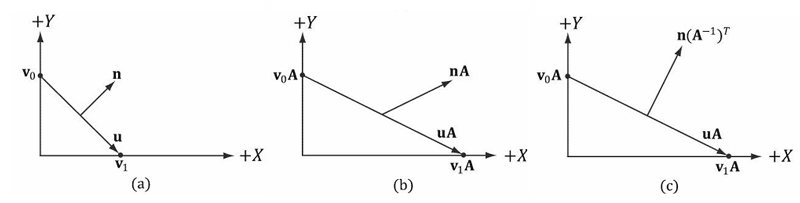 +Y
v₀
n
u
v₁
+X
(a)
+Y
v₀A
nA
uA
v₁A
+X
(b)
+Y
v₀A
n(A⁻¹)ᵀ
uA
v₁A
+X
(c)